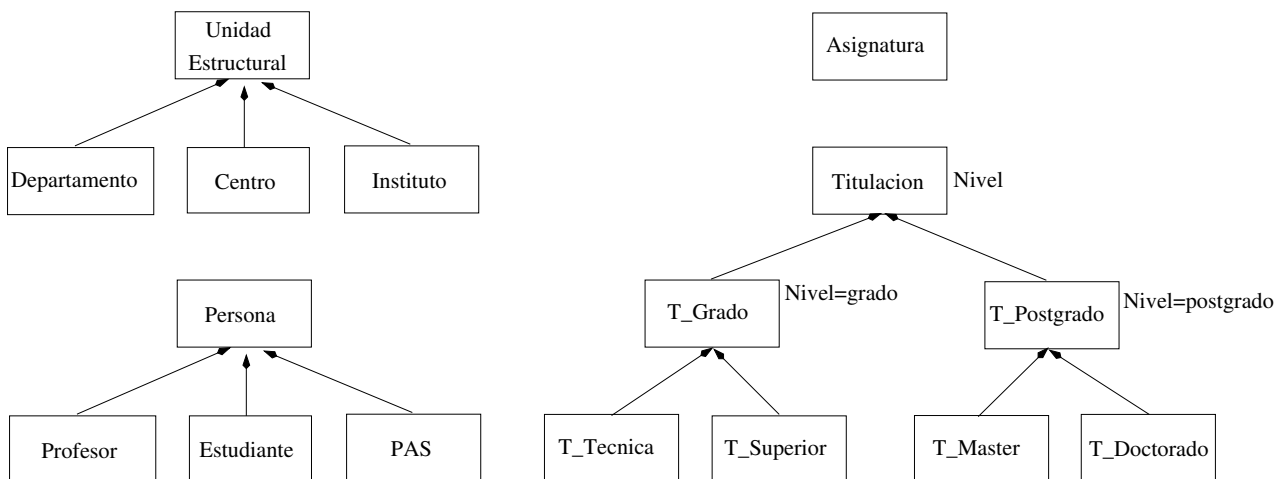 Unidad
Estructural
Departamento
Centro
Instituto
Persona
Profesor
Estudiante
PAS
Asignatura
Titulacion
Nivel
T_Grado
Nivel=grado
T_Postgrado
Nivel=postgrado
T_Tecnica
T_Superior
T_Master
T_Doctorado